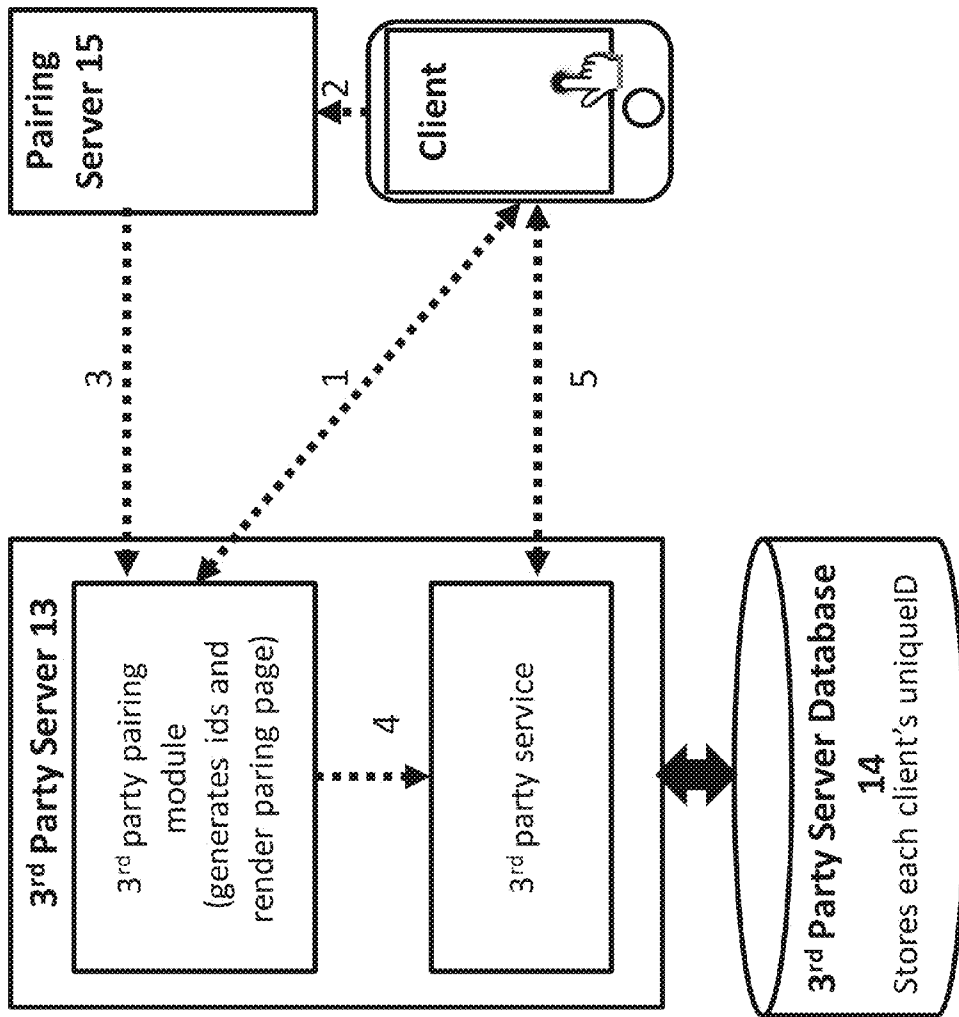 3rd Party Server 13
3rd party pairing
module
(generates ids and
render paring page)
4
3rd party service
3rd Party Server Database
14
Stores each client's uniqueID
3
1
5
Pairing
Server 15
2
Client